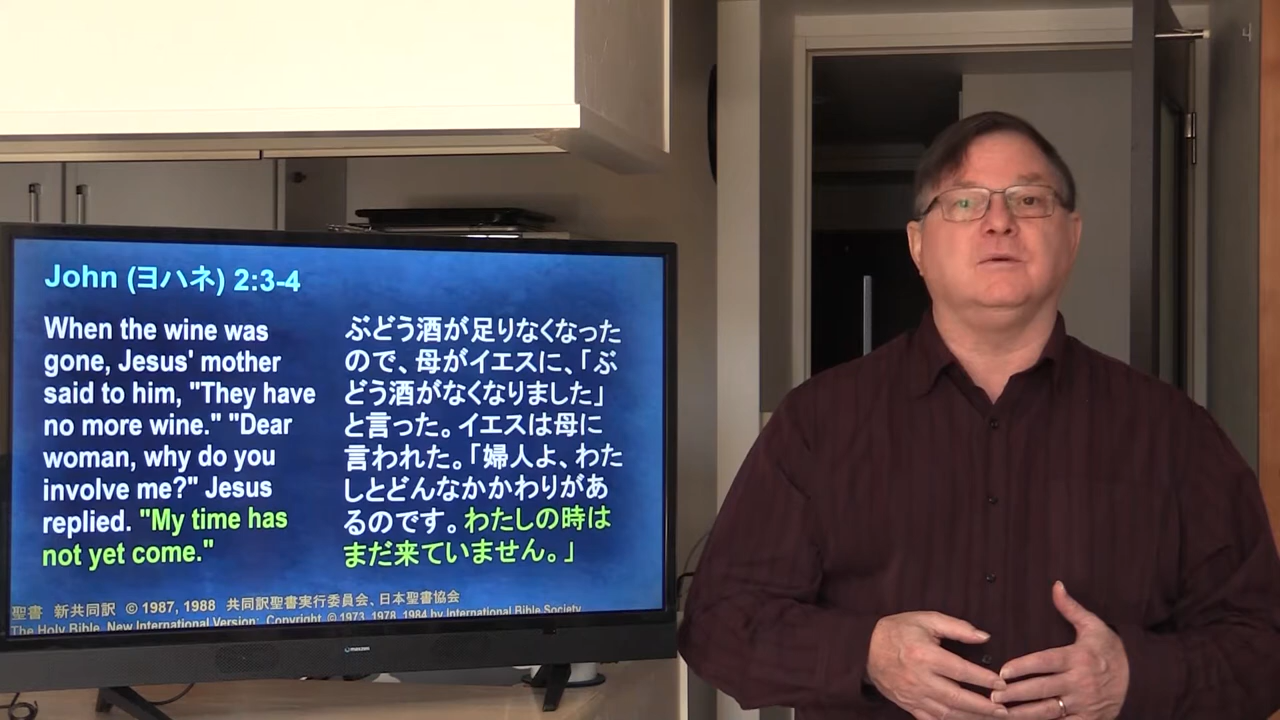 John (ヨハネ) 2:3-4
When the wine was
gone, Jesus' mother
said to him, "They have
no more wine." "Dear
woman, why do you
involve me?" Jesus
replied. "My time has
not yet come."
ぶどう酒が足りなくなった
ので、母がイエスに、「ぶ
どう酒がなくなりました」
と言った。イエスは母に
言われた。「婦人よ、わた
しとどんなかかわりがあ
るのです。わたしの時は
まだ来ていません。」
聖書 新共同訳 © 1987, 1988 共同訳聖書実行委員会、日本聖書協会
The Holy Bible, New International Version; Copyright © 1973, 1978, 1984 by International Bible Society